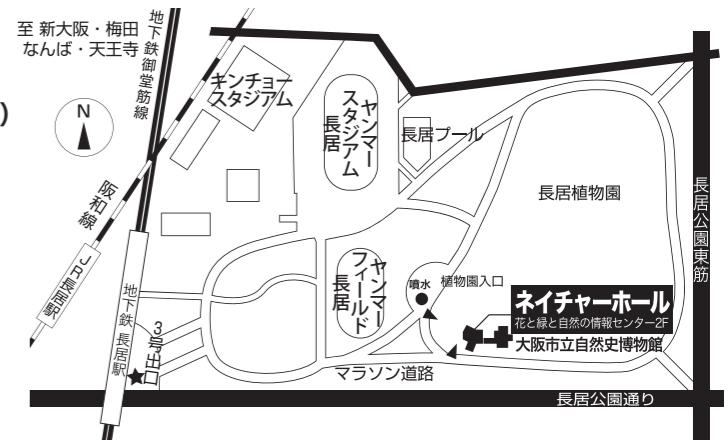 至 新大阪・梅田
なんば・天王寺
地下鉄御堂筋線
)
N
キンチョー
スタジアム
ヤンマー
スタジアム
長居
長居プール
長居植物園
長居公園東筋
阪和線
JR長居駅
地下鉄 長居駅
3号出口
ヤンマー
フィールド
長居
噴水
植物園入口
ネイチャーホール
花と緑と自然の情報センター2F
大阪市立自然史博物館
マラソン道路
長居公園通り